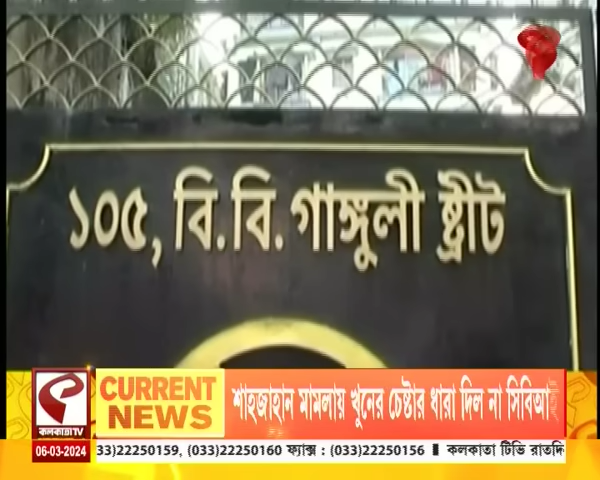 ১০৫, বি.বি. গাঙ্গুলী ষ্ট্রীট
CURRENT NEWS
শাহজাহান মামলায় খুনের চেষ্টার ধারা দিল না সিবিআই
কলকাতা TV
06-03-2024
33)22250159, (033)22250160 ফ্যাক্স : (033)22250156 ❙ কলকাতা টিভি রাতদি